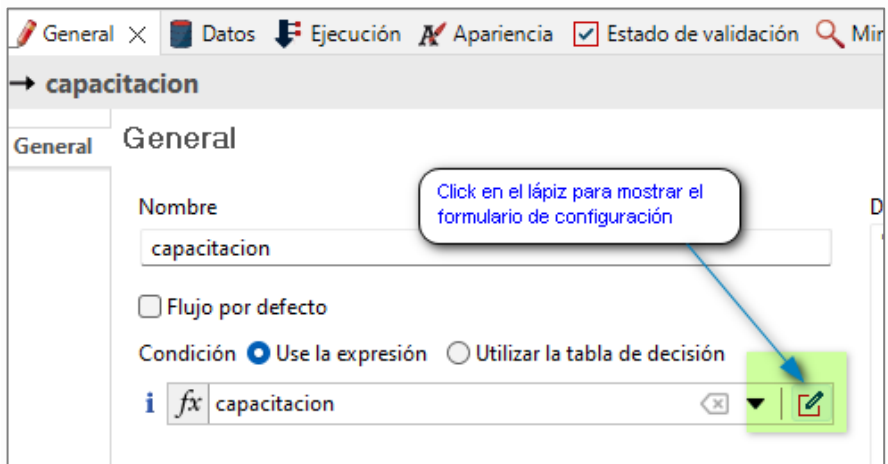 General Datos Ejecución Apariencia Estado de validación
capacitacion
General
General
Click en el lápiz para mostrar el
formulario de configuración
Nombre
capacitacion
Flujo por defecto
Condición Use la expresión Utilizar la tabla de decisión
i fx capacitacion